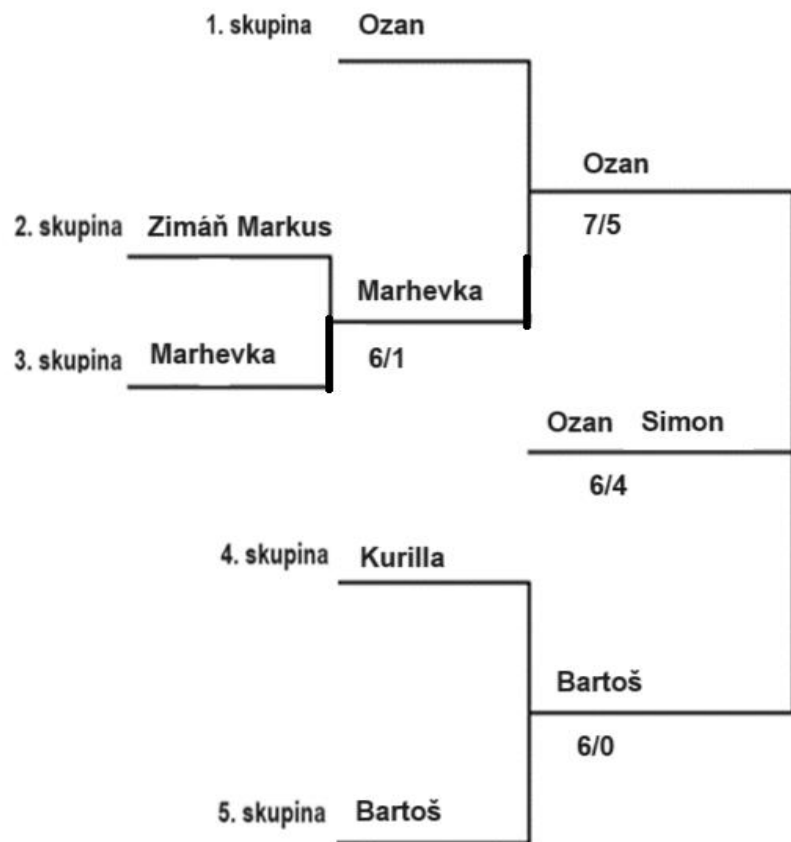 1. skupina Ozan
Ozan
7/5
2. skupina Zimáň Markus
Marhevka
6/1
3. skupina Marhevka
Ozan Simon
6/4
4. skupina Kurilla
Bartoš
6/0
5. skupina Bartoš